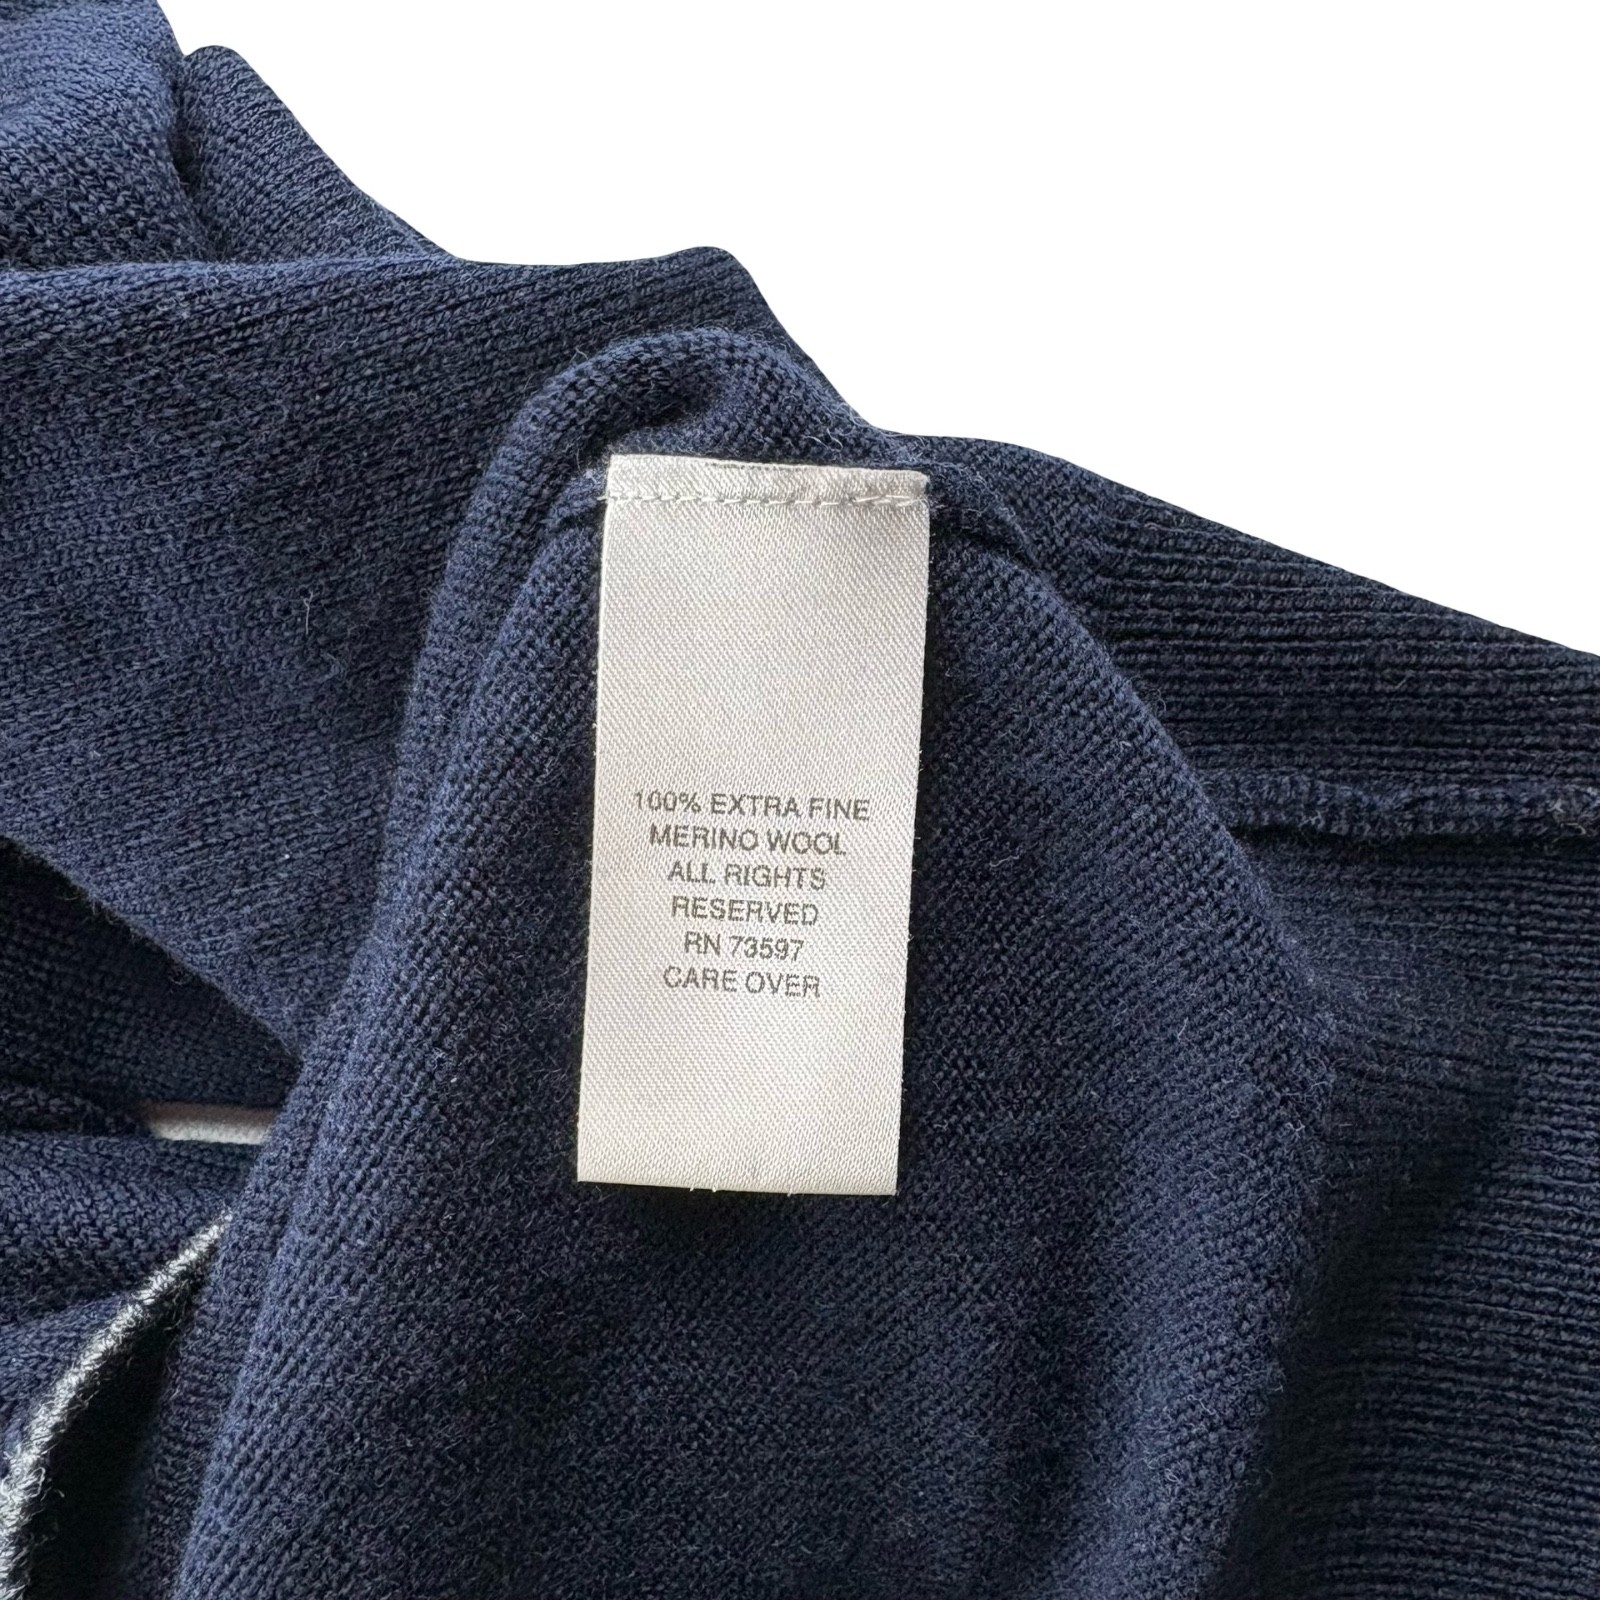 100% EXTRA FINE
MERINO WOOL
ALL RIGHTS
RESERVED
RN 73597
CARE OVER